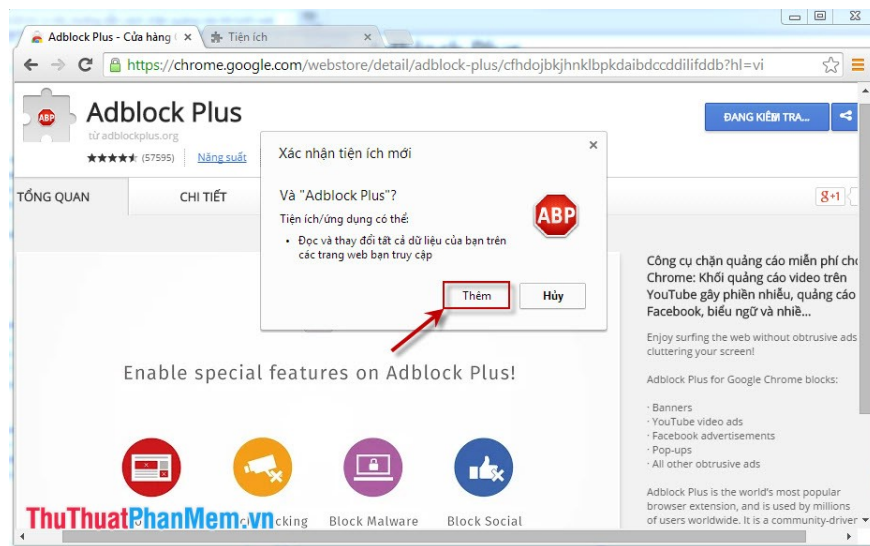 Adblock Plus - Cửa hàng
Tiện ích
https://chrome.google.com/webstore/detail/adblock-plus/cfhdojbkjhnklbpkdaibdccddilifddb?hl=vi
ABP
Adblock Plus
từ adblockplus.org
(57595) Năng suất
ĐANG KIỂM TRA...
TỔNG QUAN
CHI TIẾT
g+1
Xác nhận tiện ích mới
Và "Adblock Plus"?
Tiện ích/ứng dụng có thể:
• Đọc và thay đổi tất cả dữ liệu của bạn trên
các trang web bạn truy cập
ABP
Thêm
Hủy
Enable special features on Adblock Plus!
cking
Block Malware
Block Social
Công cụ chặn quảng cáo miễn phí cho
Chrome: Khối quảng cáo video trên
YouTube gây phiền nhiễu, quảng cáo
Facebook, biểu ngữ và nhiề...
Enjoy surfing the web without obtrusive ads
cluttering your screen!
Adblock Plus for Google Chrome blocks:
· Banners
· YouTube video ads
· Facebook advertisements
· Pop-ups
· All other obtrusive ads
Adblock Plus is the world's most popular
browser extension, and is used by millions
of users worldwide. It is a community-driver
ThuThuatPhanMem.vn